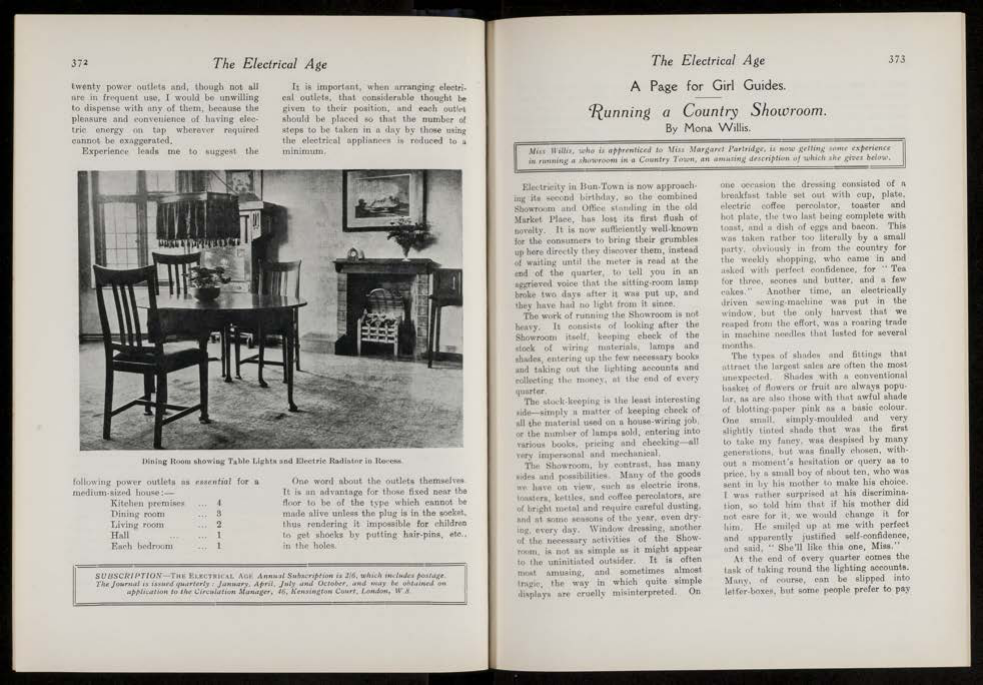 372
The Electrical Age
twenty power outlets and, though not all
are in frequent use, I would be unwilling
to dispense with any of them, because the
pleasure and convenience of having elec-
tric energy on tap wherever required
cannot be exaggerated.
Experience leads me to suggest the
It is important, when arranging electri-
cal outlets, that considerable thought be
given to their position, and each outlet
should be placed so that the number of
steps to be taken in a day by those using
the electrical appliances is reduced to a
minimum.
Dining Room showing Table Lights and Electric Radiator in Recess.
following power outlets as essential for a
medium-sized house:—
Kitchen premises ... 4
Dining room ... 3
Living room ... 2
Hall ... ... 1
Each bedroom ... 1
One word about the outlets themselves.
It is an advantage for those fixed near the
floor to be of the type which cannot be
made alive unless the plug is in the socket,
thus rendering it impossible for children
to get shocks by putting hair-pins, etc.,
in the holes.
SUBSCRIPTION—THE ELECTRICAL AGE Annual Subscription is 2/6, which includes postage.
The Journal is issued quarterly: January, April, July and October, and may be obtained on
application to the Circulation Manager, 46, Kensington Court, London, W.8.
The Electrical Age
373
A Page for Girl Guides.
Running a Country Showroom.
By Mona Willis.
Miss Willis, who is apprenticed to Miss Margaret Partridge, is now getting some experience
in running a showroom in a Country Town, an amusing description of which she gives below.
Electricity in Bun-Town is now approach-
ing its second birthday, so the combined
Showroom and Office standing in the old
Market Place, has lost its first flush of
novelty. It is now sufficiently well-known
for the consumers to bring their grumbles
up here directly they discover them, instead
of waiting until the meter is read at the
end of the quarter, to tell you in an
aggrieved voice that the sitting-room lamp
broke two days after it was put up, and
they have had no light from it since.
The work of running the Showroom is not
heavy. It consists of looking after the
Showroom itself, keeping check of the
stock of wiring materials, lamps and
shades, entering up the few necessary books
and taking out the lighting accounts and
collecting the money, at the end of every
quarter.
The stock-keeping is the least interesting
side—simply a matter of keeping check of
all the material used on a house-wiring job,
or the number of lamps sold, entering into
various books, pricing and checking—all
very impersonal and mechanical.
The Showroom, by contrast, has many
sides and possibilities. Many of the goods
we have on view, such as electric irons,
toasters, kettles, and coffee percolators, are
of bright metal and require careful dusting,
and at some seasons of the year, even dry-
ing, every day. Window dressing, another
of the necessary activities of the Show-
room, is not as simple as it might appear
to the uninitiated outsider. It is often
most amusing, and sometimes almost
tragic, the way in which quite simple
displays are cruelly misinterpreted. On
one occasion the dressing consisted of a
breakfast table set out with cup, plate,
electric coffee percolator, toaster and
hot plate, the two last being complete with
toast, and a dish of eggs and bacon. This
was taken rather too literally by a small
party, obviously in from the country for
the weekly shopping, who came in and
asked with perfect confidence, for "Tea
for three, scones and butter, and a few
cakes." Another time, an electrically
driven sewing-machine was put in the
window, but the only harvest that we
reaped from the effort, was a roaring trade
in machine needles that lasted for several
months.
The types of shades and fittings that
attract the largest sales are often the most
unexpected. Shades with a conventional
basket of flowers or fruit are always popu-
lar, as are also those with that awful shade
of blotting-paper pink as a basic colour.
One small, simply-moulded and very
slightly tinted shade that was the first
to take my fancy, was despised by many
generations, but was finally chosen, with-
out a moment's hesitation or query as to
price, by a small boy of about ten, who was
sent in by his mother to make his choice.
I was rather surprised at his discrimina-
tion, so told him that if his mother did
not care for it, we would change it for
him. He smiled up at me with perfect
and apparently justified self-confidence,
and said, "She'll like this one, Miss."
At the end of every quarter comes the
task of taking round the lighting accounts.
Many, of course, can be slipped into
letter-boxes, but some people prefer to pay